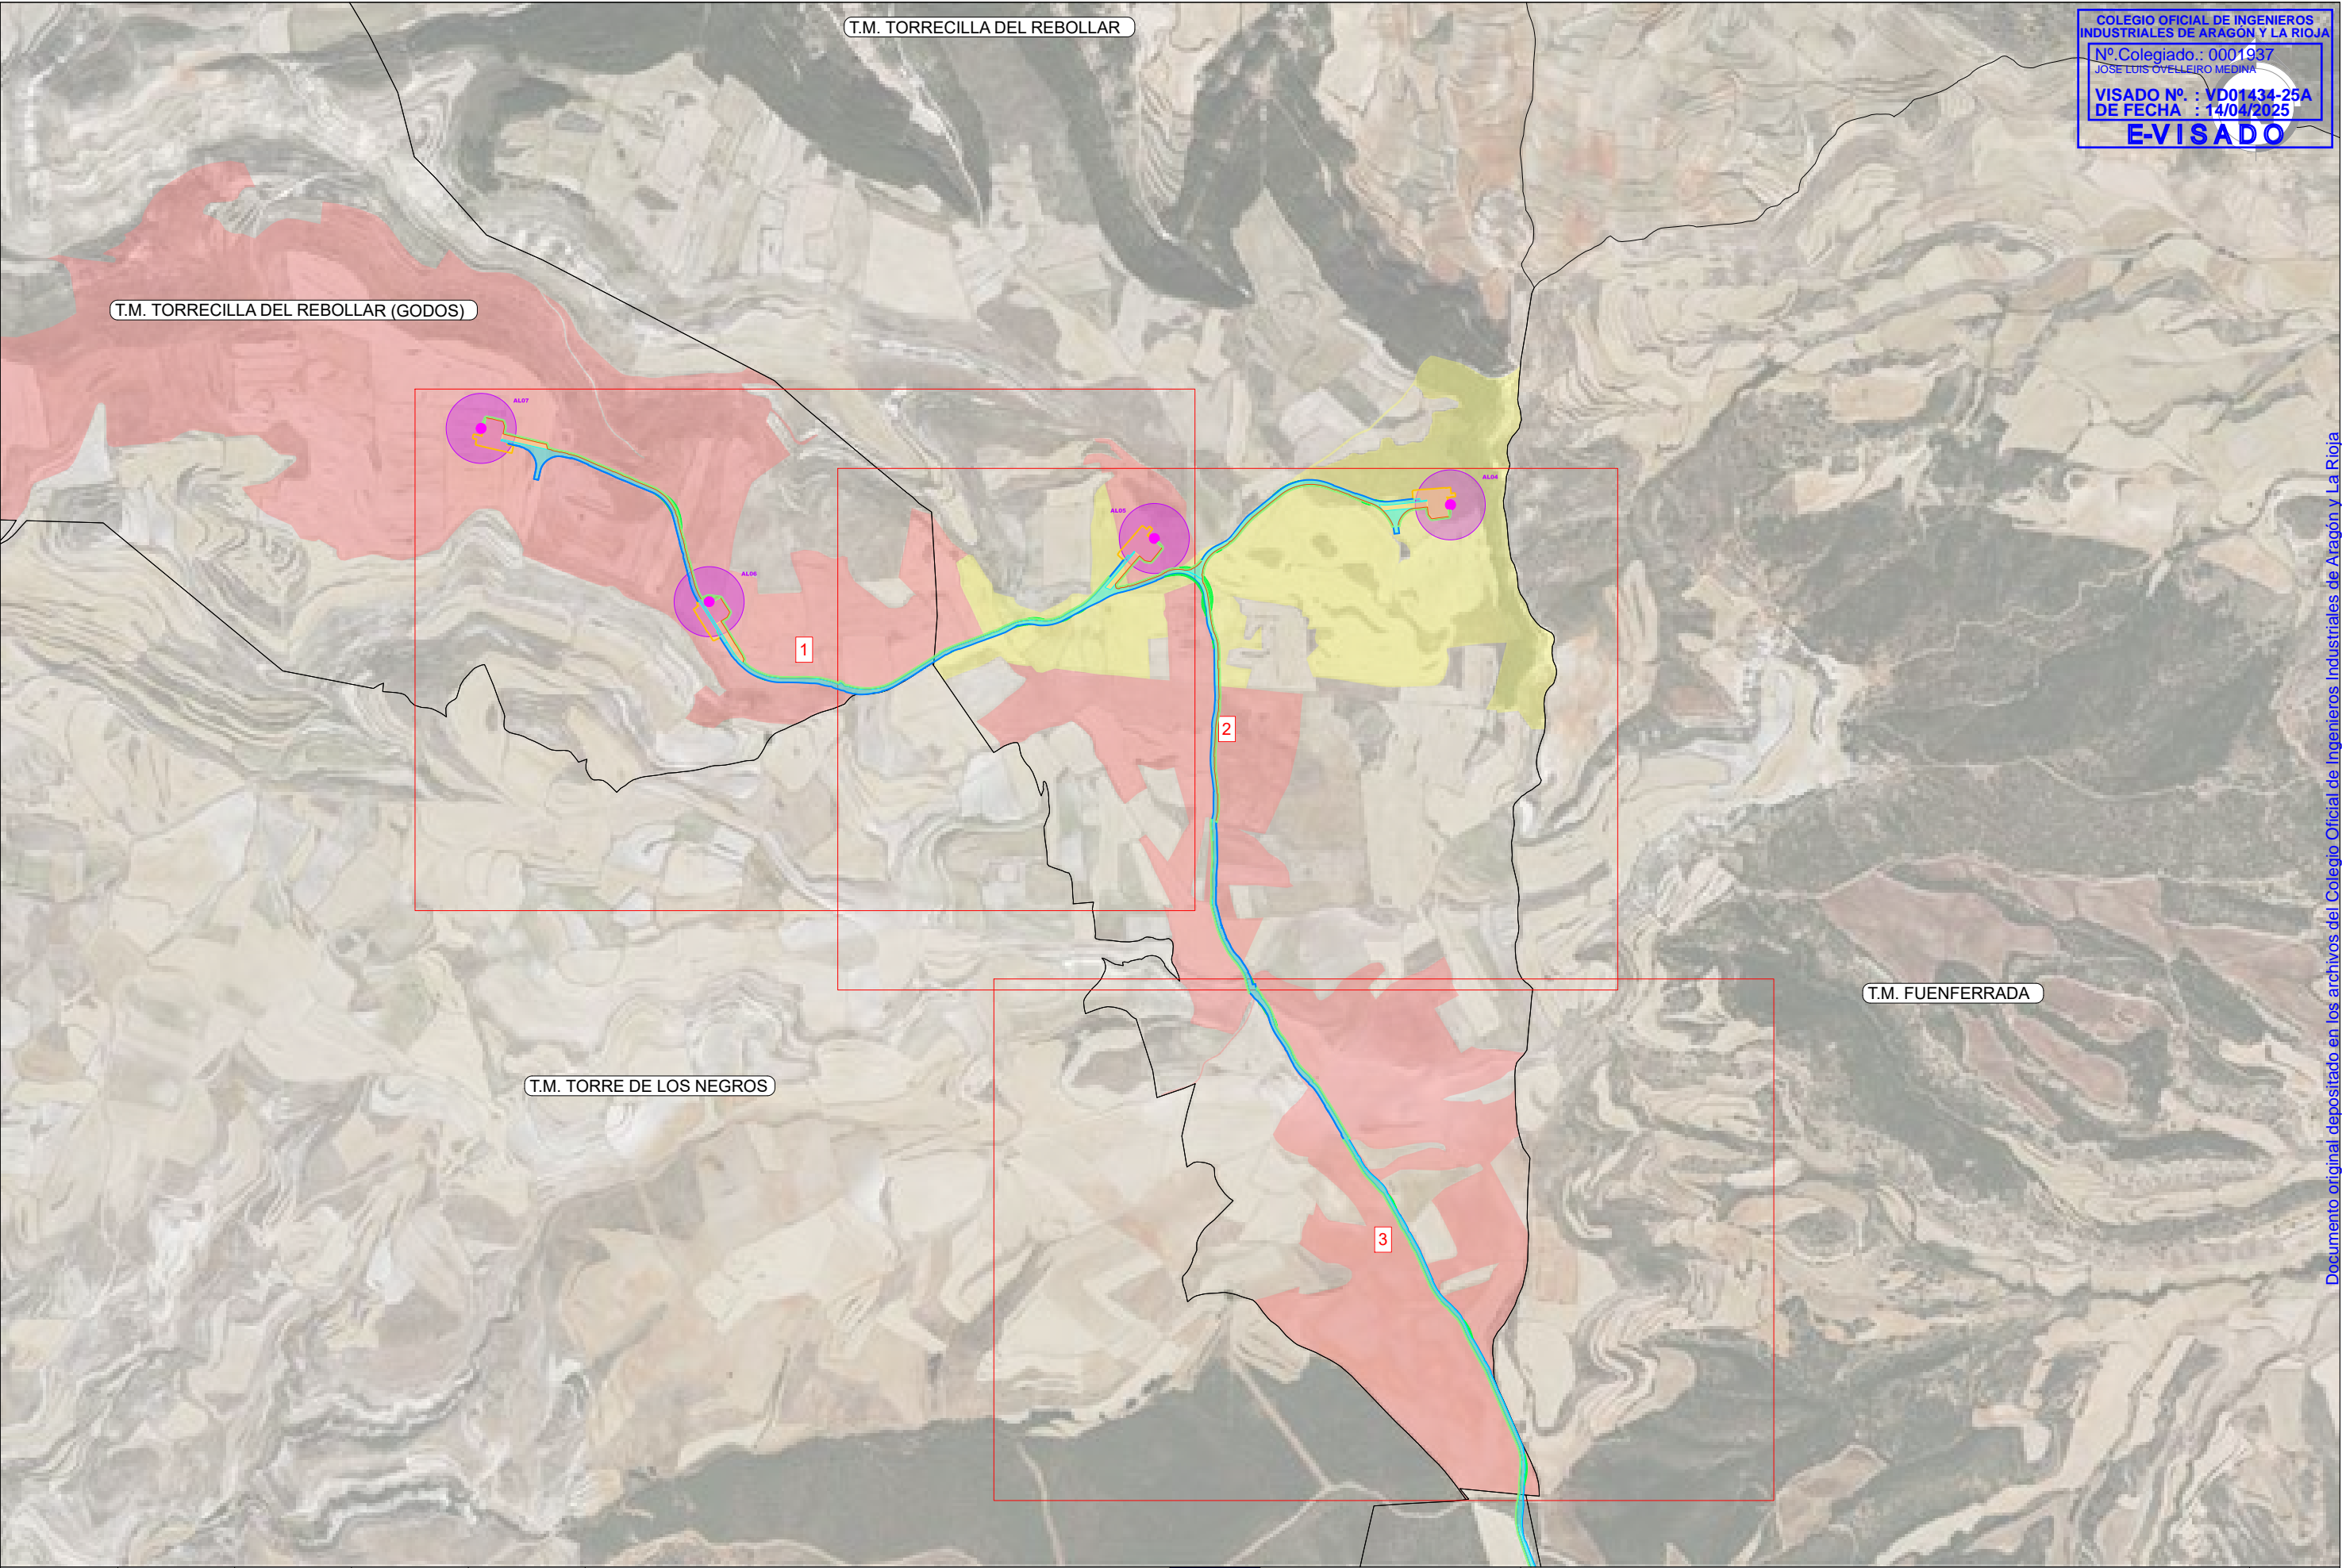 T.M. TORRECILLA DEL REBOLLAR
COLEGIO OFICIAL DE INGENIEROS
INDUSTRIALES DE ARAGÓN Y LA RIOJA
Nº.Colegiado.: 0001937
JOSE LUIS OVELLEIRO MEDINA
VISADO Nº. : VD01434-25A
DE FECHA : 14/04/2025
E-VISADO
T.M. TORRECILLA DEL REBOLLAR (GODOS)
AL07
AL04
AL05
AL06
1
2
T.M. FUENFERRADA
T.M. TORRE DE LOS NEGROS
3
Documento original depositado en los archivos del Colegio Oficial de Ingenieros Industriales de Aragón y La Rioja